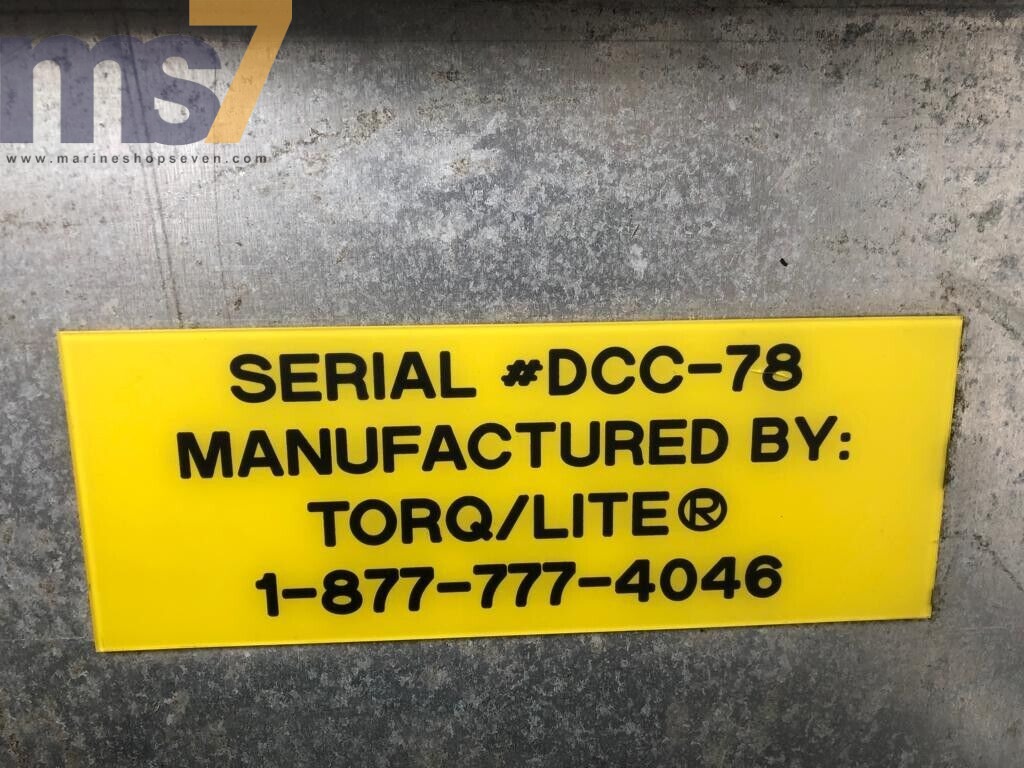 ms7
www.marineshopseven.com
SERIAL #DCC-78
MANUFACTURED BY:
TORQ/LITE®
1-877-777-4046